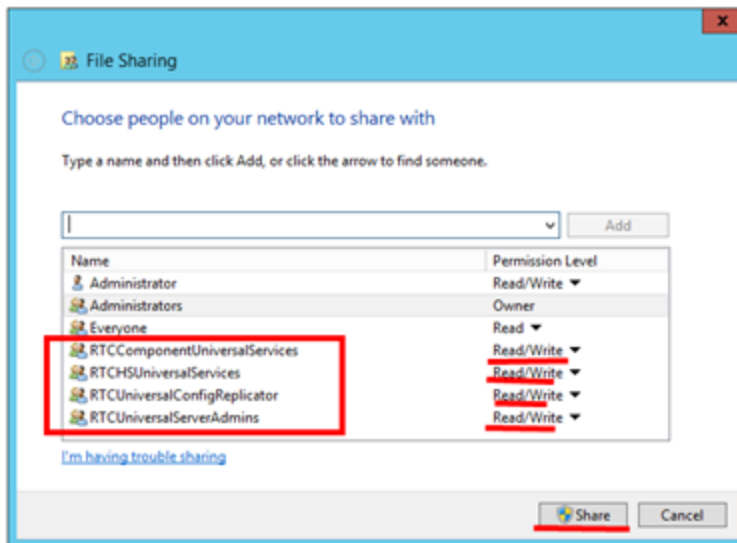 x
File Sharing
Choose people on your network to share with
Type a name and then click Add, or click the arrow to find someone.
Add
Name Permission Level
Administrator Read/Write
Administrators Owner
Everyone Read
RTCComponentUniversalServices Read/Write
RTCHSUniversalServices Read/Write
RTCUniversalConfigReplicator Read/Write
RTCUniversalServerAdmins Read/Write
I'm having trouble sharing
Share Cancel